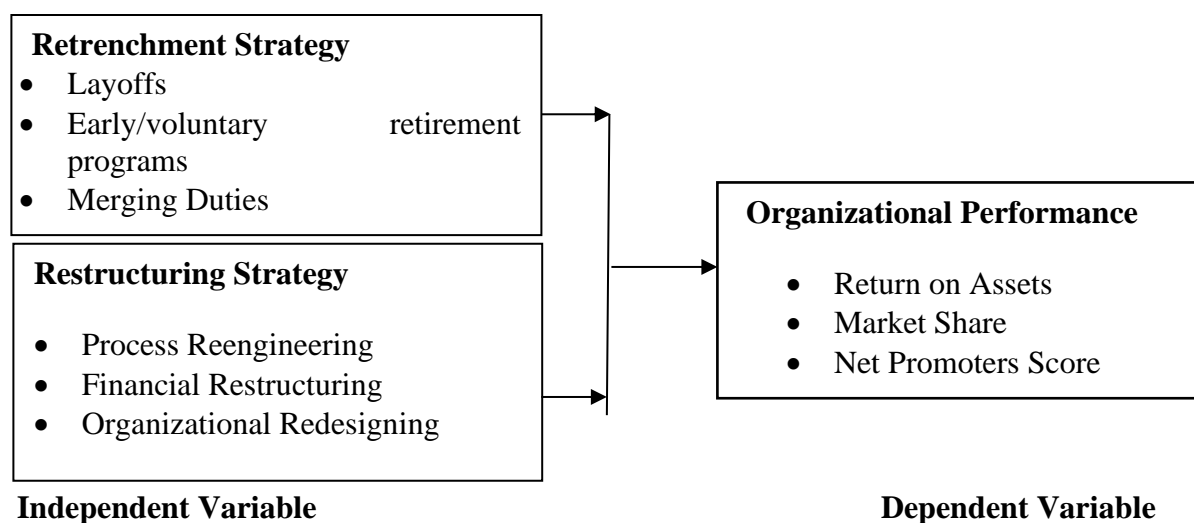 Retrenchment Strategy
• Layoffs
• Early/voluntary retirement
programs
• Merging Duties
Restructuring Strategy
• Process Reengineering
• Financial Restructuring
• Organizational Redesigning
Organizational Performance
• Return on Assets
• Market Share
• Net Promoters Score
Independent Variable
Dependent Variable